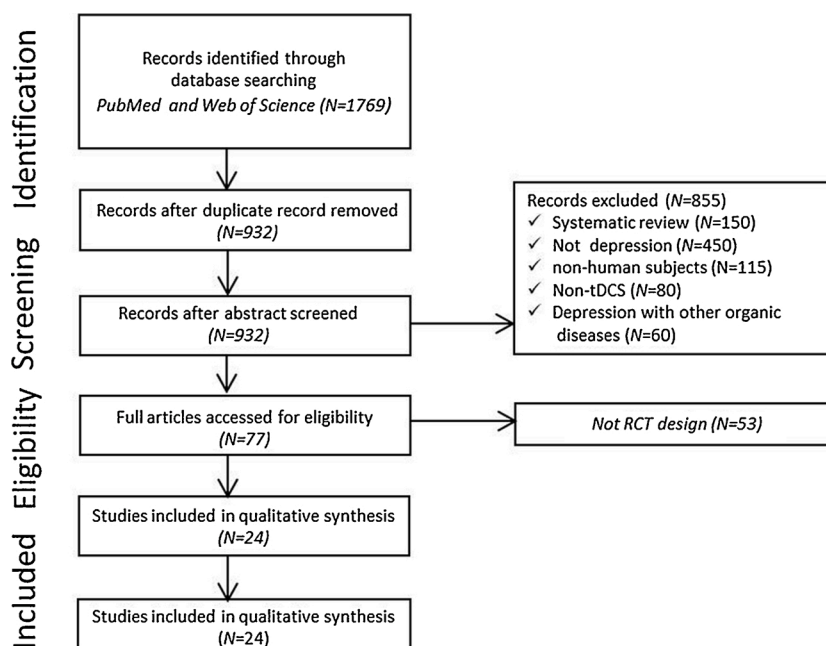 Identification
Screening
Eligibility
Included
Records identified through
database searching
PubMed and Web of Science (N=1769)
Records after duplicate record removed
(N=932)
Records after abstract screened
(N=932)
Records excluded (N=855)
✓ Systematic review (N=150)
✓ Not depression (N=450)
✓ non-human subjects (N=115)
✓ Non-tDCS (N=80)
✓ Depression with other organic
diseases (N=60)
Full articles accessed for eligibility
(N=77)
Not RCT design (N=53)
Studies included in qualitative synthesis
(N=24)
Studies included in qualitative synthesis
(N=24)